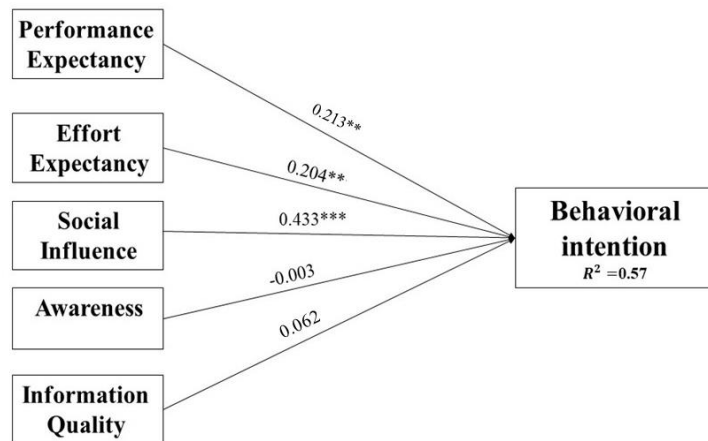 Performance
Expectancy
0.213**
Effort
Expectancy
0.204**
Social
Influence
0.433***
Behavioral
intention
R² =0.57
Awareness
-0.003
0.062
Information
Quality